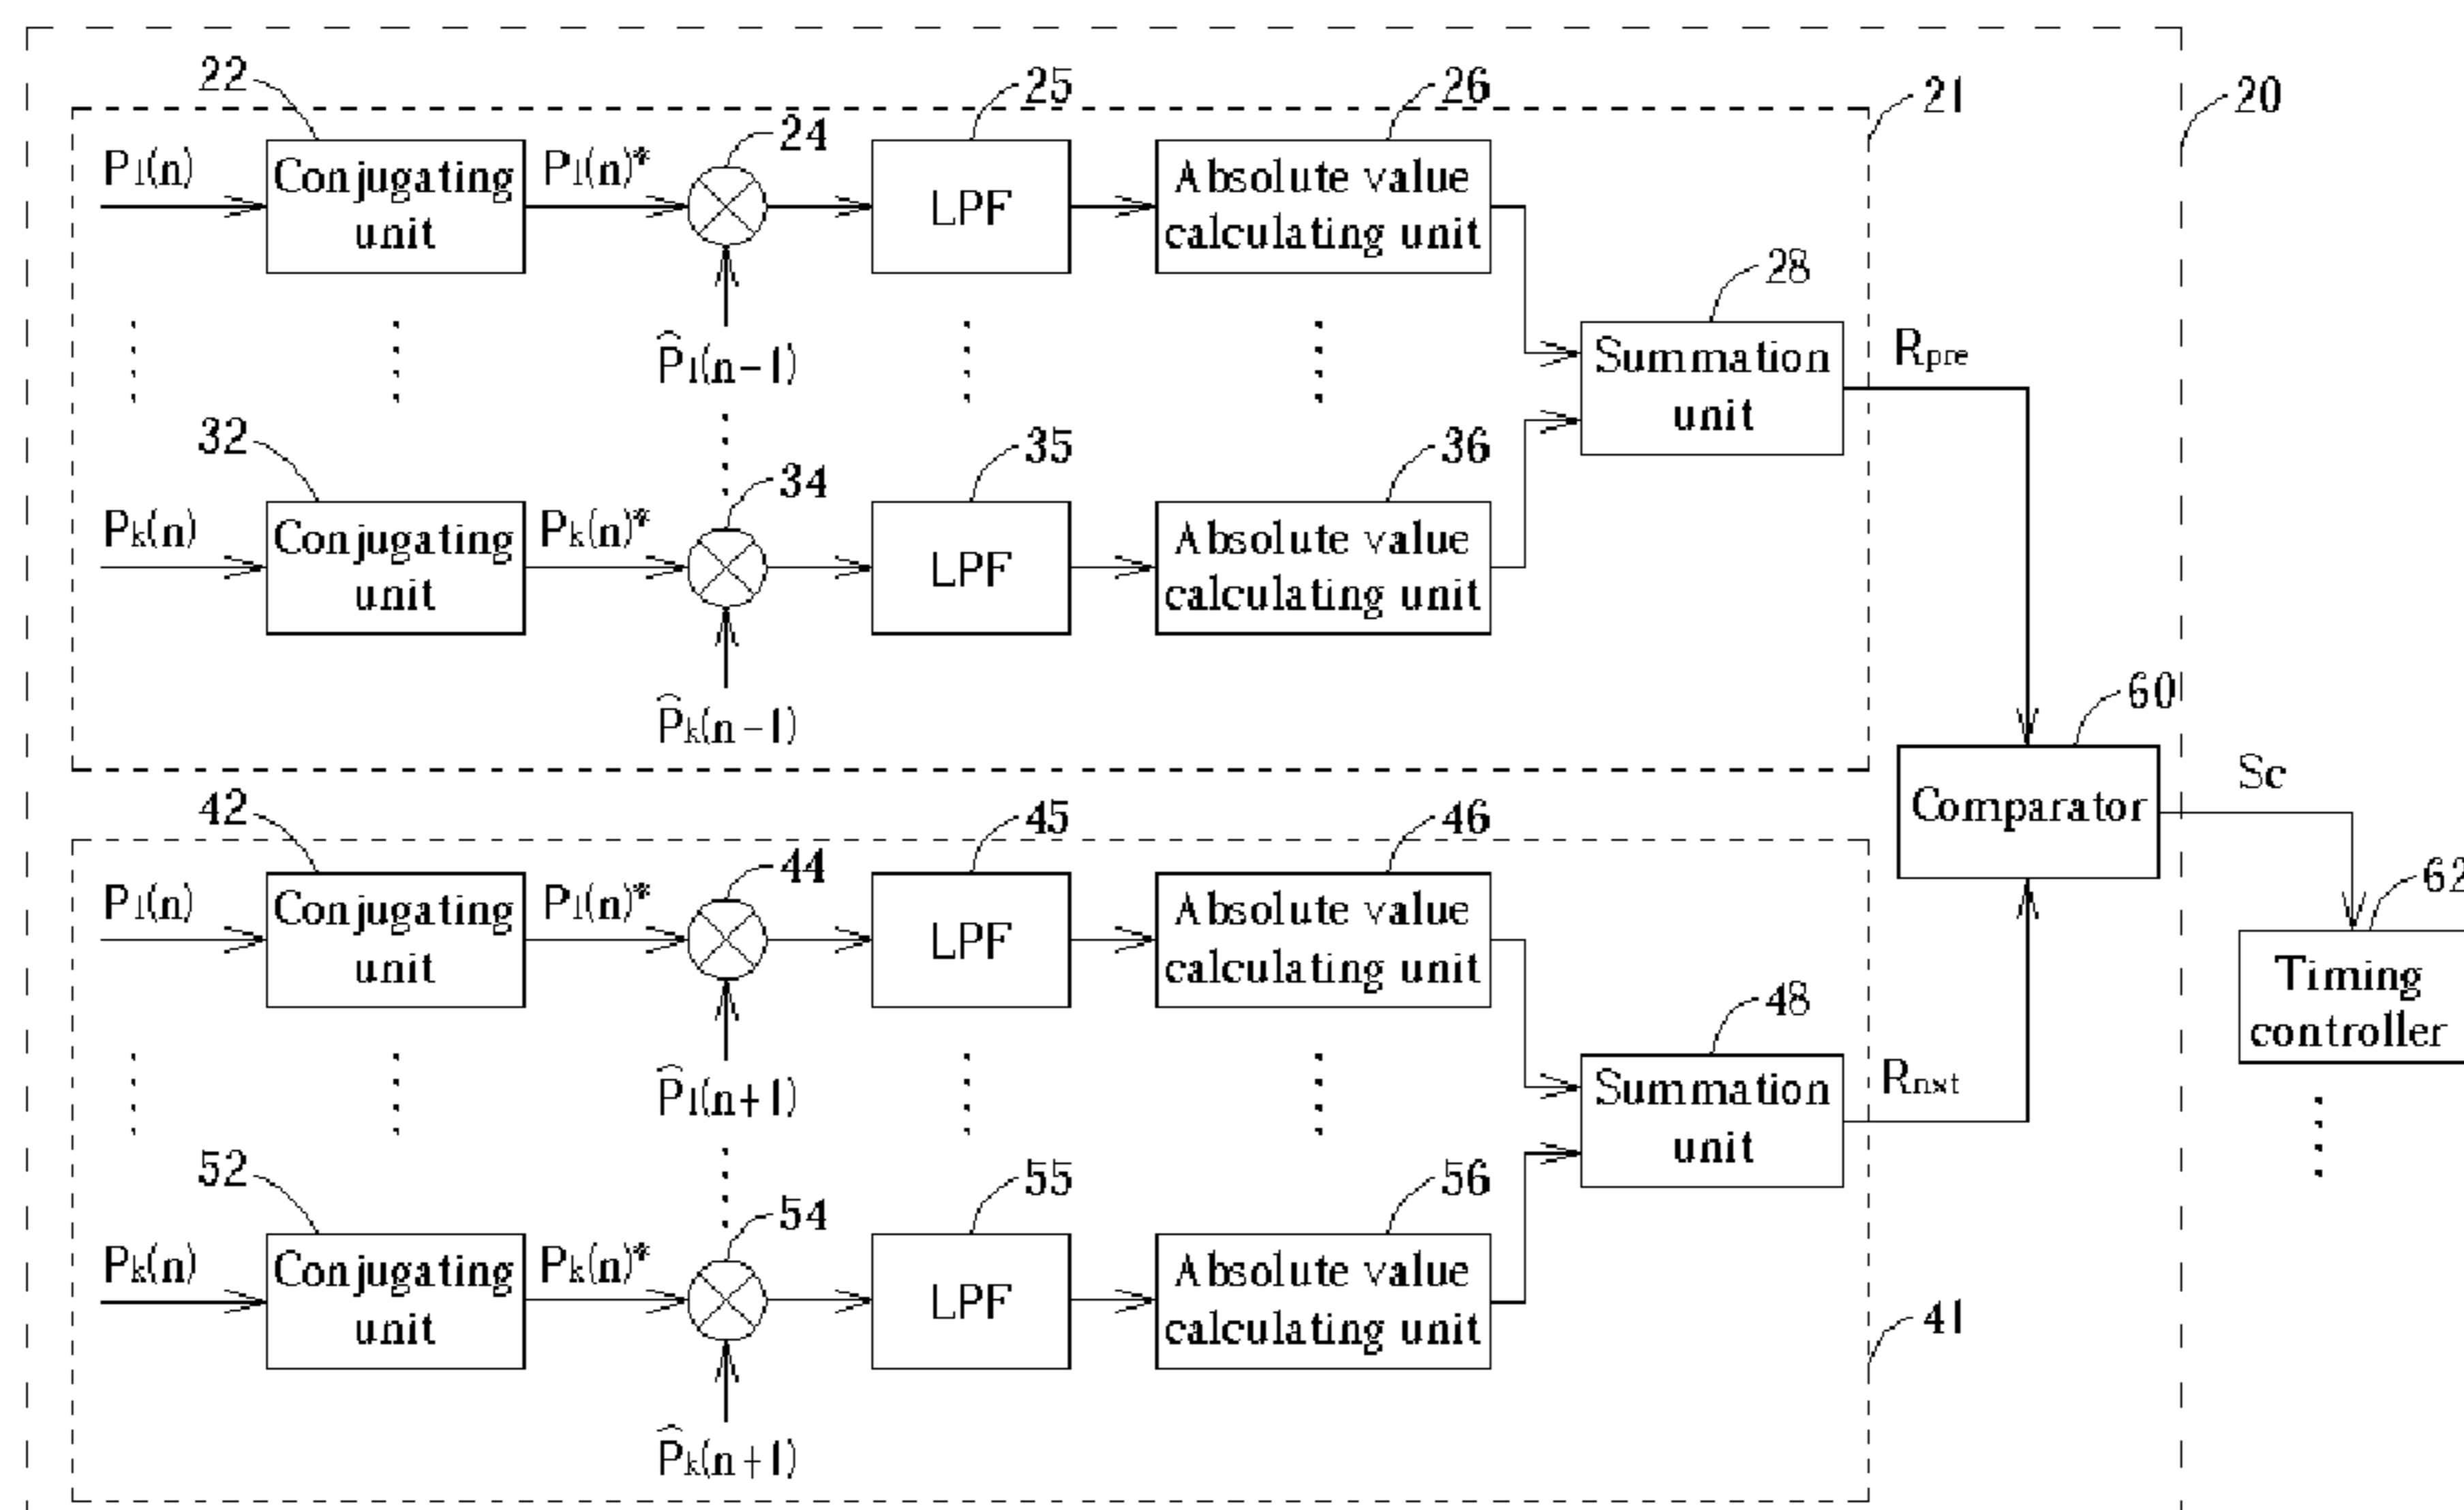 22
25
26
21
20
24
P1(n)
Conjugating
unit
P1(n)*
LPF
Absolute value
calculating unit
28
P̂1(n-1)
Summation
unit
Rpre
32
35
36
34
Pk(n)
Conjugating
unit
Pk(n)*
LPF
Absolute value
calculating unit
P̂k(n-1)
60
Comparator
Sc
62
Timing
controller
42
45
46
44
P1(n)
Conjugating
unit
P1(n)*
LPF
Absolute value
calculating unit
48
P̂1(n+1)
Summation
unit
Rnxt
52
55
56
54
Pk(n)
Conjugating
unit
Pk(n)*
LPF
Absolute value
calculating unit
41
P̂k(n+1)